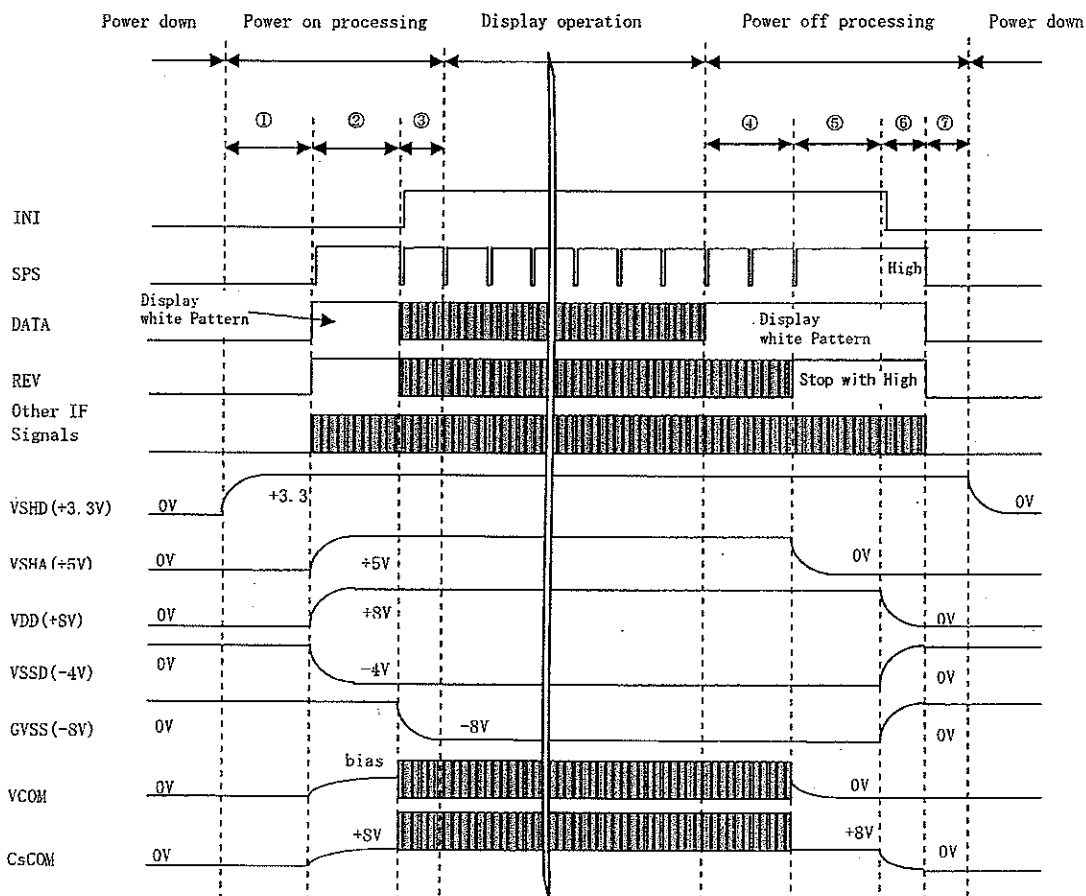 Power down Power on processing Display operation Power off processing Power down
① ② ③ ④ ⑤ ⑥ ⑦
INI
SPS High
Display
white Pattern
DATA
Display
white Pattern
REV Stop with High
Other IF
Signals
VSHD(+3.3V) 0V +3.3 0V
VSHA(+5V) 0V +5V 0V
VDD(+8V) 0V +8V 0V
VSSD(-4V) 0V -4V 0V
GVSS(-8V) 0V -8V 0V
bias
VCOM 0V 0V
CsCOM 0V +8V +8V 0V